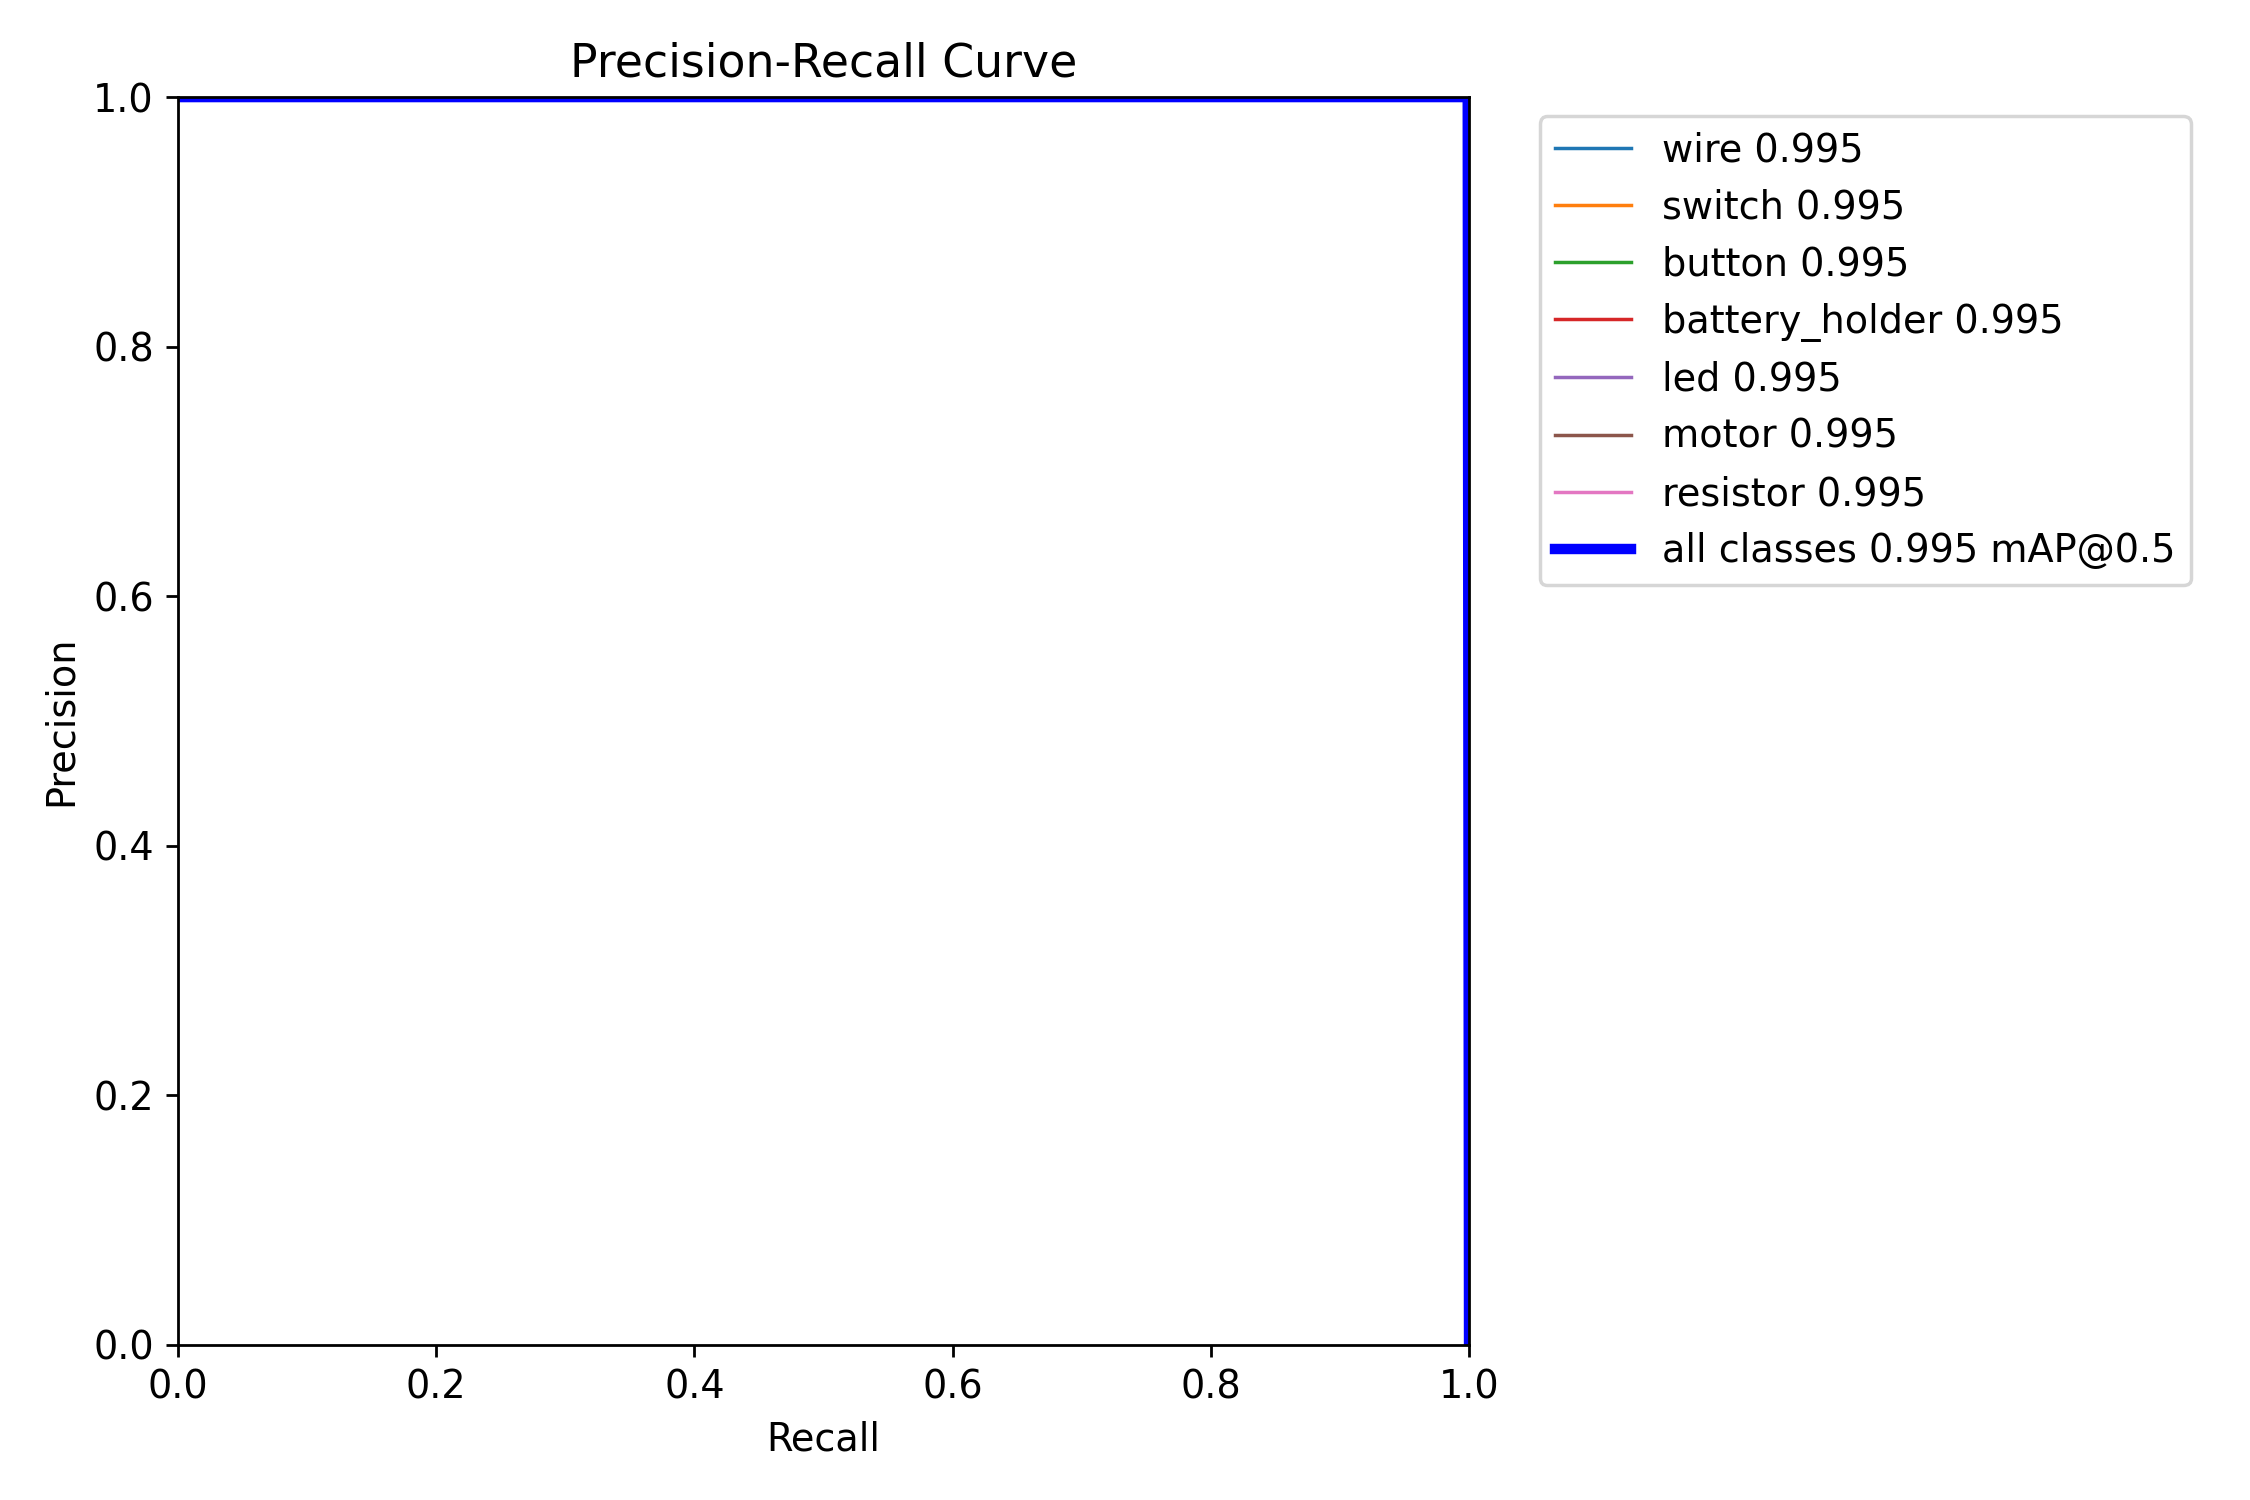 Precision-Recall Curve
1.0
0.8
0.6
0.4
0.2
0.0
Precision
0.0 0.2 0.4 0.6 0.8 1.0
Recall
wire 0.995
switch 0.995
button 0.995
battery_holder 0.995
led 0.995
motor 0.995
resistor 0.995
all classes 0.995 mAP@0.5